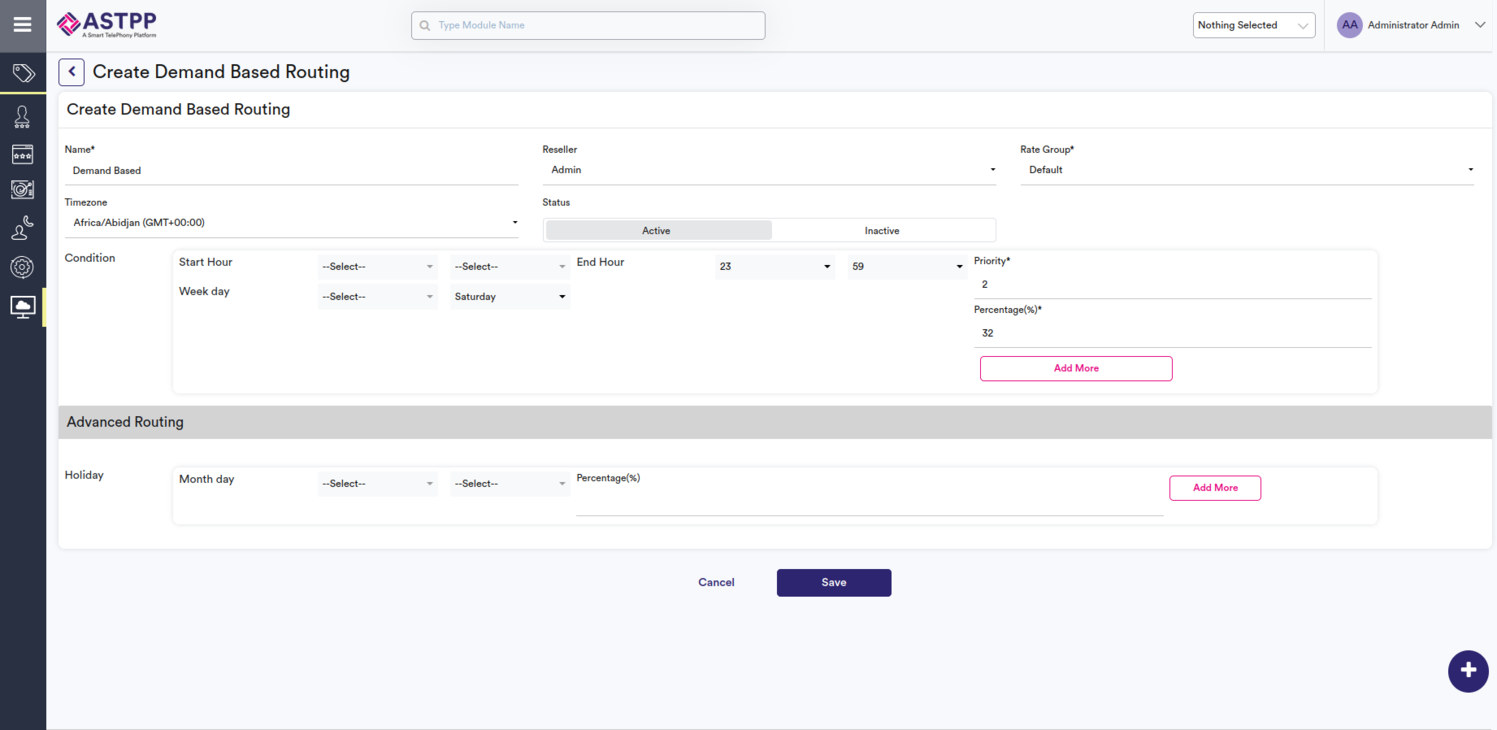 ASTPP
A Smart TelePhony Platform
Type Module Name
Nothing Selected
AA
Administrator Admin
Create Demand Based Routing
Create Demand Based Routing
Name*
Reseller
Rate Group*
Demand Based
Admin
Default
Timezone
Status
Africa/Abidjan (GMT+00:00)
Active
Inactive
Condition
Start Hour
--Select--
--Select--
End Hour
23
59
Priority*
2
Week day
--Select--
Saturday
Percentage(%)*
32
Add More
Advanced Routing
Holiday
Month day
--Select--
--Select--
Percentage(%)
Add More
Cancel
Save